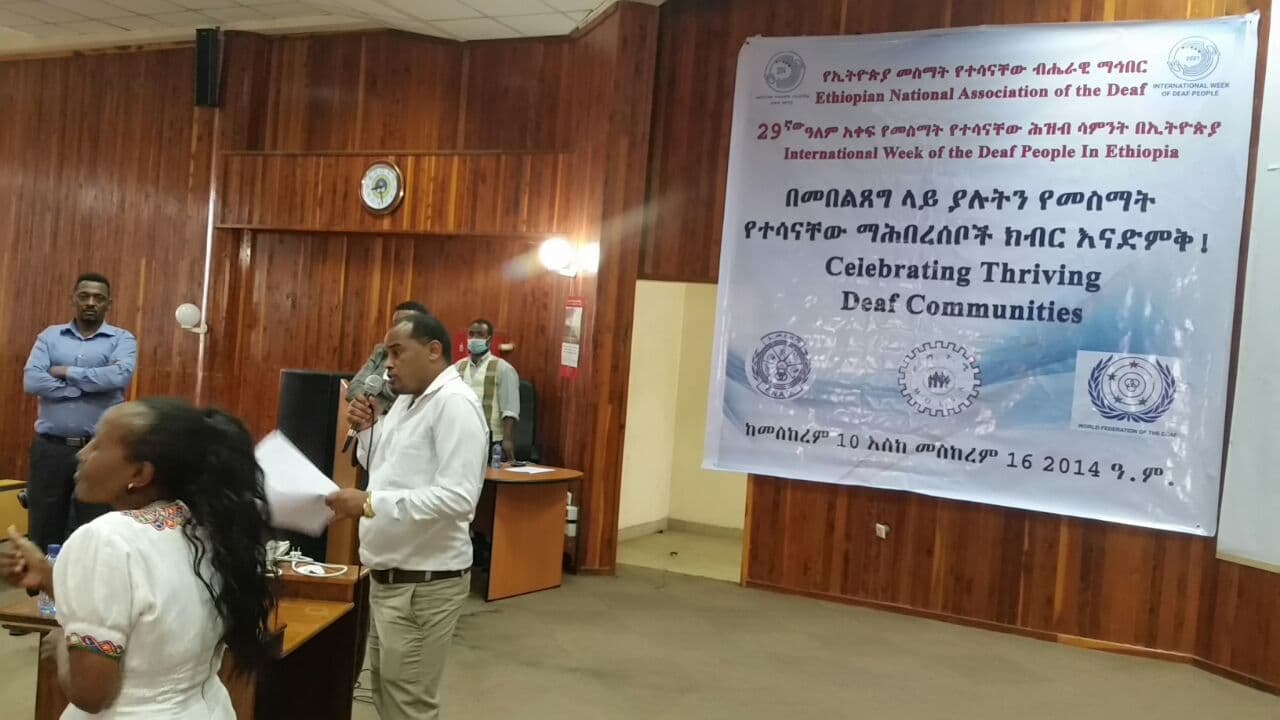 የኢትዮጵያ መስማት የተሳናቸው ብሔራዊ ማኅበር
Ethiopian National Association of the Deaf
2021
INTERNATIONAL WEEK
OF DEAF PEOPLE
29ኛው ዓለም አቀፍ የመስማት የተሳናቸው ሕዝብ ሳምንት በኢትዮጵያ
International Week of the Deaf People In Ethiopia
በመበልጸግ ላይ ያሉትን የመስማት
የተሳናቸው ማሕበረሰቦች ክብር እናድምቅ!
Celebrating Thriving
Deaf Communities
WORLD FEDERATION OF THE DEAF
ከመስከረም 10 እስከ መስከረም 16 2014 ዓ.ም.